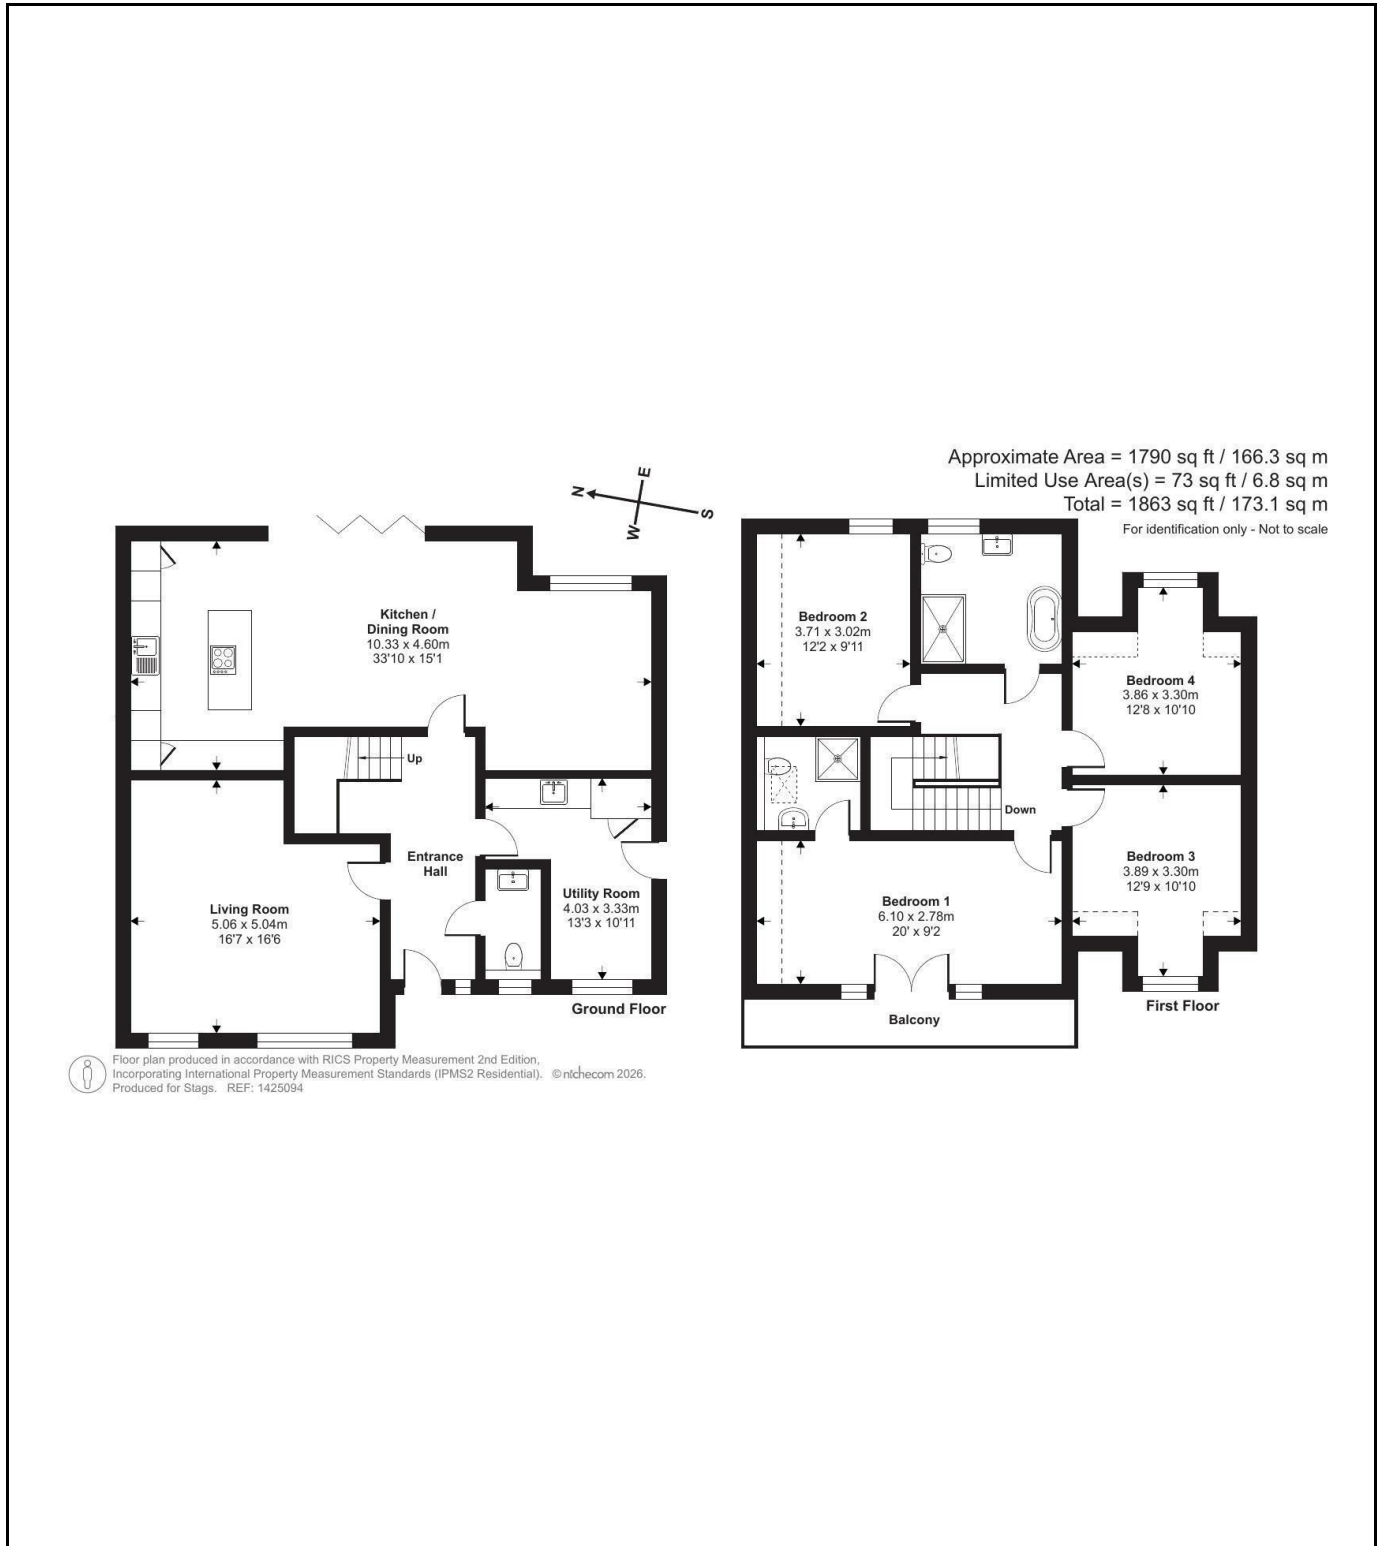 Approximate Area = 1790 sq ft / 166.3 sq m
Limited Use Area(s) = 73 sq ft / 6.8 sq m
Total = 1863 sq ft / 173.1 sq m
For identification only - Not to scale
N
E
S
W
Kitchen /
Dining Room
10.33 x 4.60m
33'10 x 15'1
Up
Entrance
Hall
Living Room
5.06 x 5.04m
16'7 x 16'6
Utility Room
4.03 x 3.33m
13'3 x 10'11
Ground Floor
Bedroom 2
3.71 x 3.02m
12'2 x 9'11
Bedroom 4
3.86 x 3.30m
12'8 x 10'10
Down
Bedroom 3
3.89 x 3.30m
12'9 x 10'10
Bedroom 1
6.10 x 2.78m
20' x 9'2
Balcony
First Floor
Floor plan produced in accordance with RICS Property Measurement 2nd Edition,
Incorporating International Property Measurement Standards (IPMS2 Residential). © nichecom 2026.
Produced for Stags. REF: 1425094